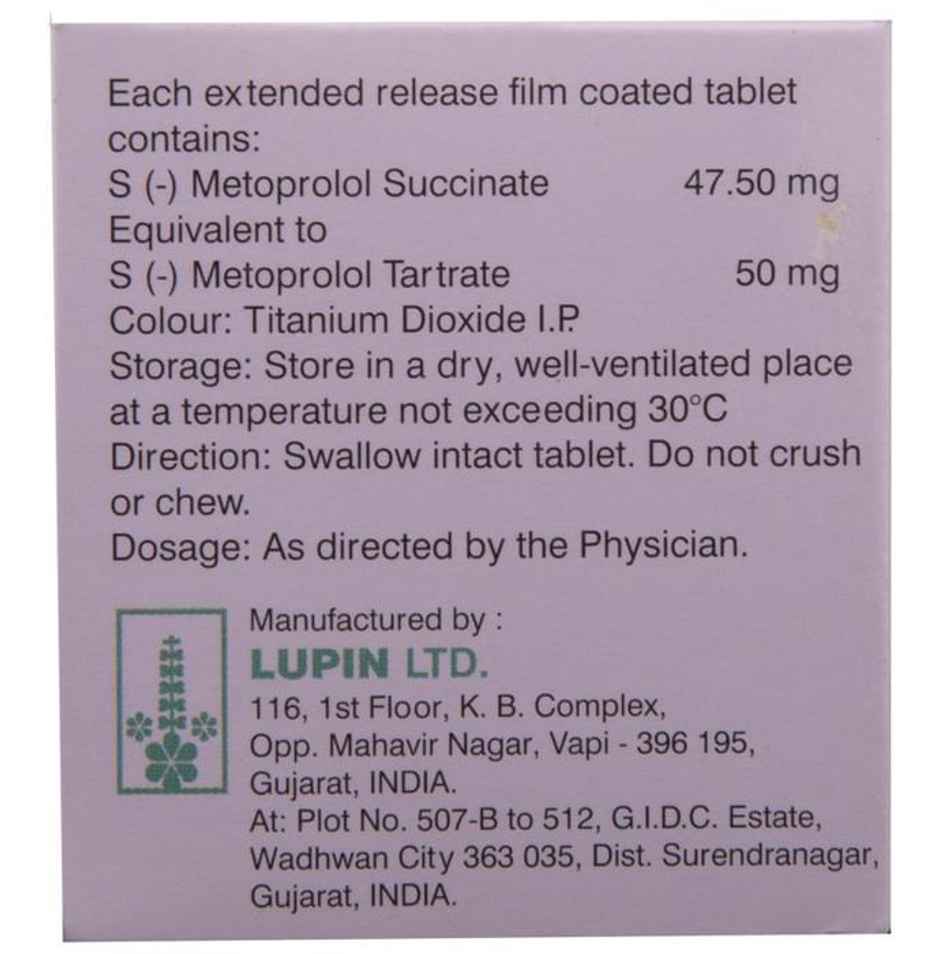 Each extended release film coated tablet
contains:
S (-) Metoprolol Succinate 47.50 mg
Equivalent to
S (-) Metoprolol Tartrate 50 mg
Colour: Titanium Dioxide I.P.
Storage: Store in a dry, well-ventilated place
at a temperature not exceeding 30°C
Direction: Swallow intact tablet. Do not crush
or chew.
Dosage: As directed by the Physician.
Manufactured by :
LUPIN LTD.
116, 1st Floor, K. B. Complex,
Opp. Mahavir Nagar, Vapi - 396 195,
Gujarat, INDIA.
At: Plot No. 507-B to 512, G.I.D.C. Estate,
Wadhwan City 363 035, Dist. Surendranagar,
Gujarat, INDIA.